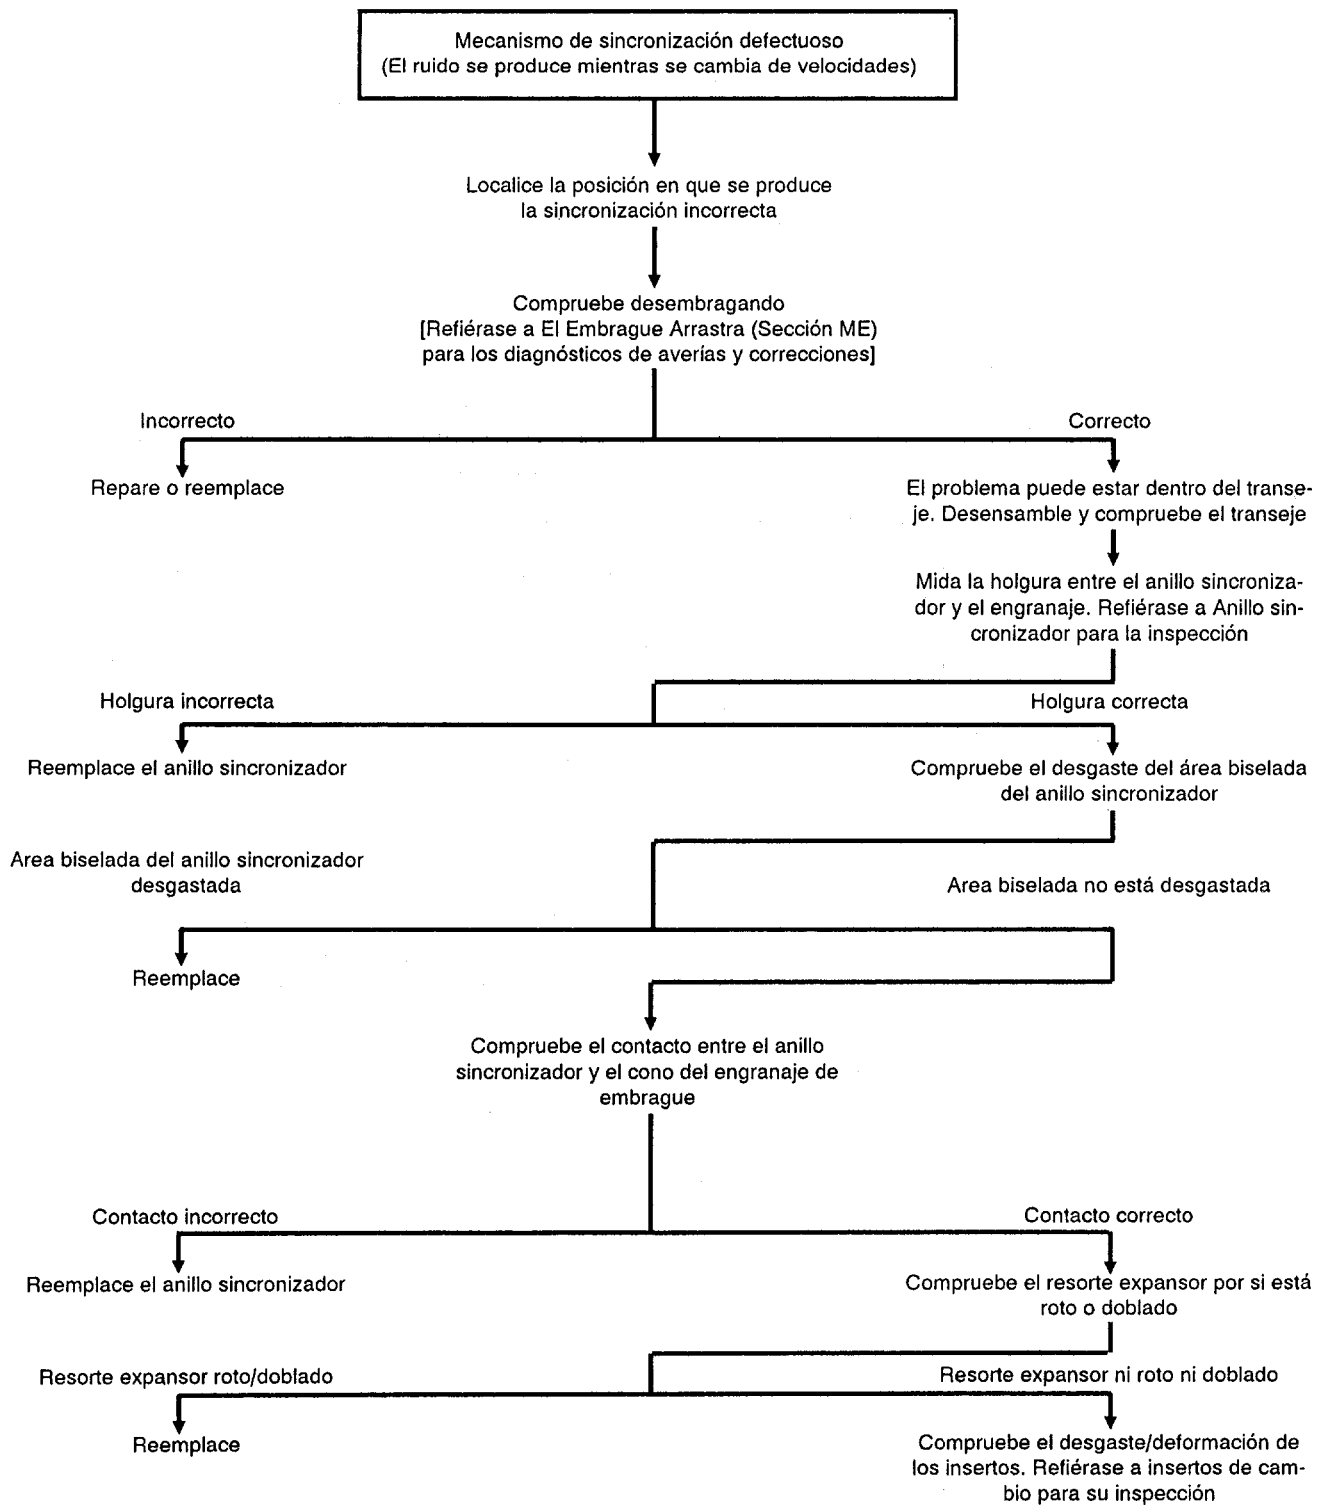 Mecanismo de sincronización defectuoso
(El ruido se produce mientras se cambia de velocidades)
Localice la posición en que se produce
la sincronización incorrecta
Compruebe desembragando
[Refiérase a El Embrague Arrastra (Sección ME)
para los diagnósticos de averías y correcciones]
Incorrecto
Correcto
Repare o reemplace
El problema puede estar dentro del transe-
je. Desensamble y compruebe el transeje
Mida la holgura entre el anillo sincroniza-
dor y el engranaje. Refiérase a Anillo sin-
cronizador para la inspección
Holgura incorrecta
Holgura correcta
Reemplace el anillo sincronizador
Compruebe el desgaste del área biselada
del anillo sincronizador
Area biselada del anillo sincronizador
desgastada
Area biselada no está desgastada
Reemplace
Compruebe el contacto entre el anillo
sincronizador y el cono del engranaje de
embrague
Contacto incorrecto
Contacto correcto
Reemplace el anillo sincronizador
Compruebe el resorte expansor por si está
roto o doblado
Resorte expansor roto/doblado
Resorte expansor ni roto ni doblado
Reemplace
Compruebe el desgaste/deformación de
los insertos. Refiérase a insertos de cam-
bio para su inspección